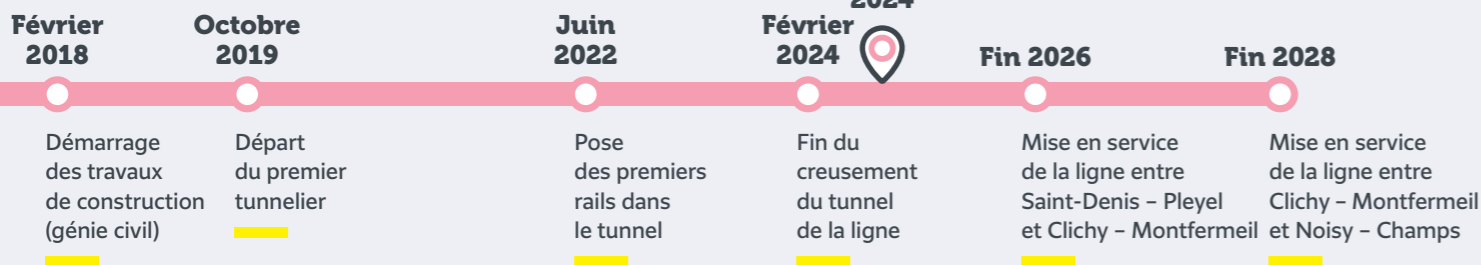 2024
Février
2018
Octobre
2019
Juin
2022
Février
2024
Fin 2026
Fin 2028
Démarrage
des travaux
de construction
(génie civil)
Départ
du premier
tunnelier
Pose
des premiers
rails dans
le tunnel
Fin du
creusement
du tunnel
de la ligne
Mise en service
de la ligne entre
Saint-Denis – Pleyel
et Clichy – Montfermeil
Mise en service
de la ligne entre
Clichy – Montfermeil
et Noisy – Champs